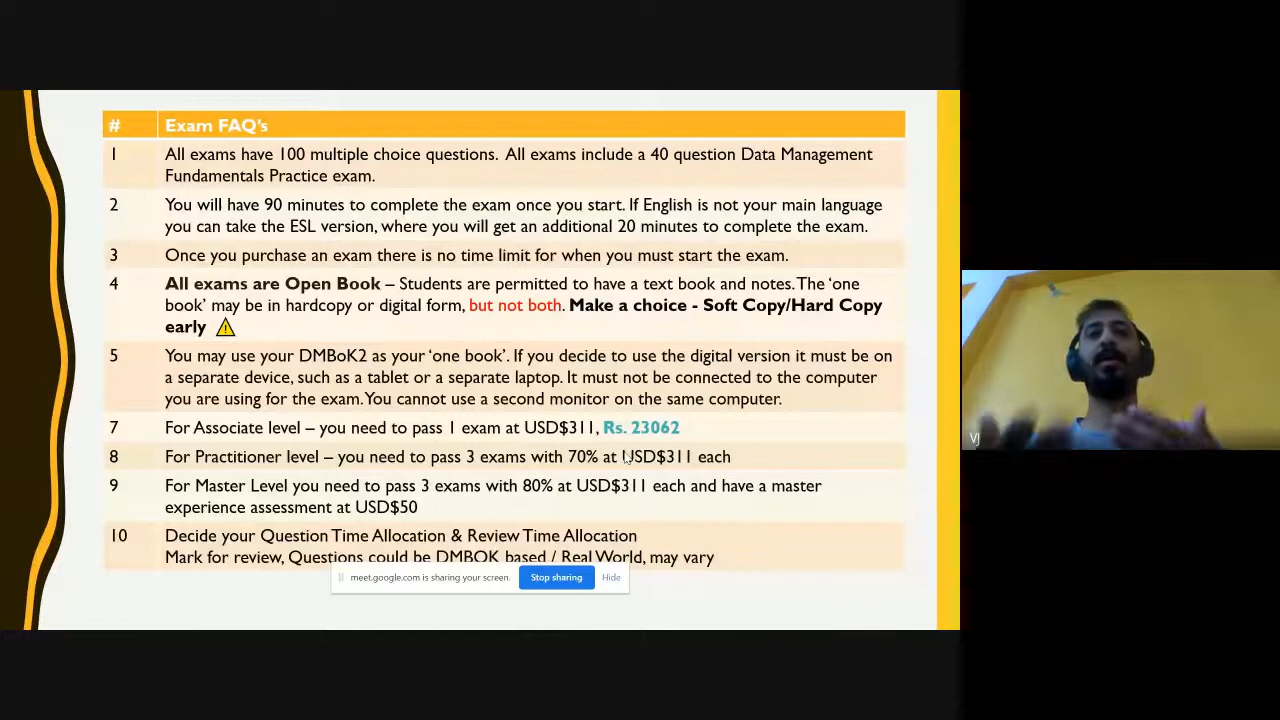 # Exam FAQ's
1 All exams have 100 multiple choice questions. All exams include a 40 question Data Management
Fundamentals Practice exam.
2 You will have 90 minutes to complete the exam once you start. If English is not your main language
you can take the ESL version, where you will get an additional 20 minutes to complete the exam.
3 Once you purchase an exam there is no time limit for when you must start the exam.
4 All exams are Open Book – Students are permitted to have a text book and notes. The 'one
book' may be in hardcopy or digital form, but not both. Make a choice - Soft Copy/Hard Copy
early
5 You may use your DMBoK2 as your 'one book'. If you decide to use the digital version it must be on
a separate device, such as a tablet or a separate laptop. It must not be connected to the computer
you are using for the exam. You cannot use a second monitor on the same computer.
7 For Associate level – you need to pass 1 exam at USD$311, Rs. 23062
8 For Practitioner level – you need to pass 3 exams with 70% at USD$311 each
9 For Master Level you need to pass 3 exams with 80% at USD$311 each and have a master
experience assessment at USD$50
10 Decide your Question Time Allocation & Review Time Allocation
Mark for review, Questions could be DMBOK based / Real World, may vary
meet.google.com is sharing your screen. Stop sharing Hide
VJ